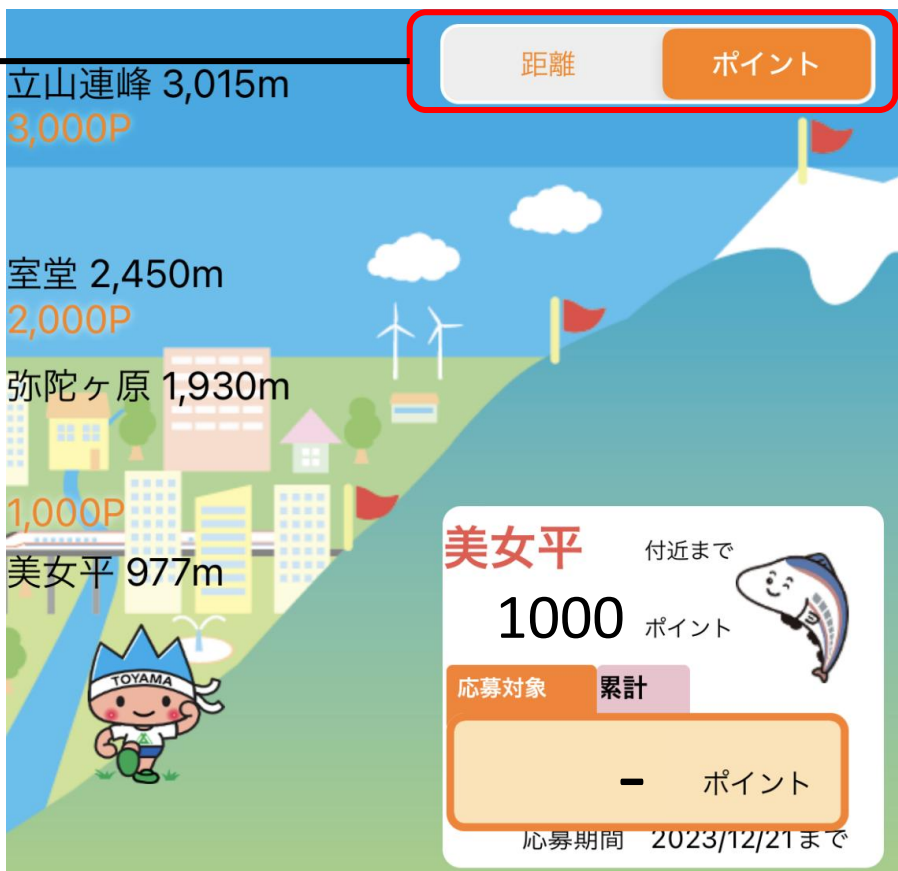 距離
ポイント
立山連峰 3,015m
3,000P
室堂 2,450m
2,000P
弥陀ヶ原 1,930m
1,000P
美女平 977m
TOYAMA
美女平 付近まで
1000 ポイント
応募対象 累計
- ポイント
応募期間 2023/12/21まで